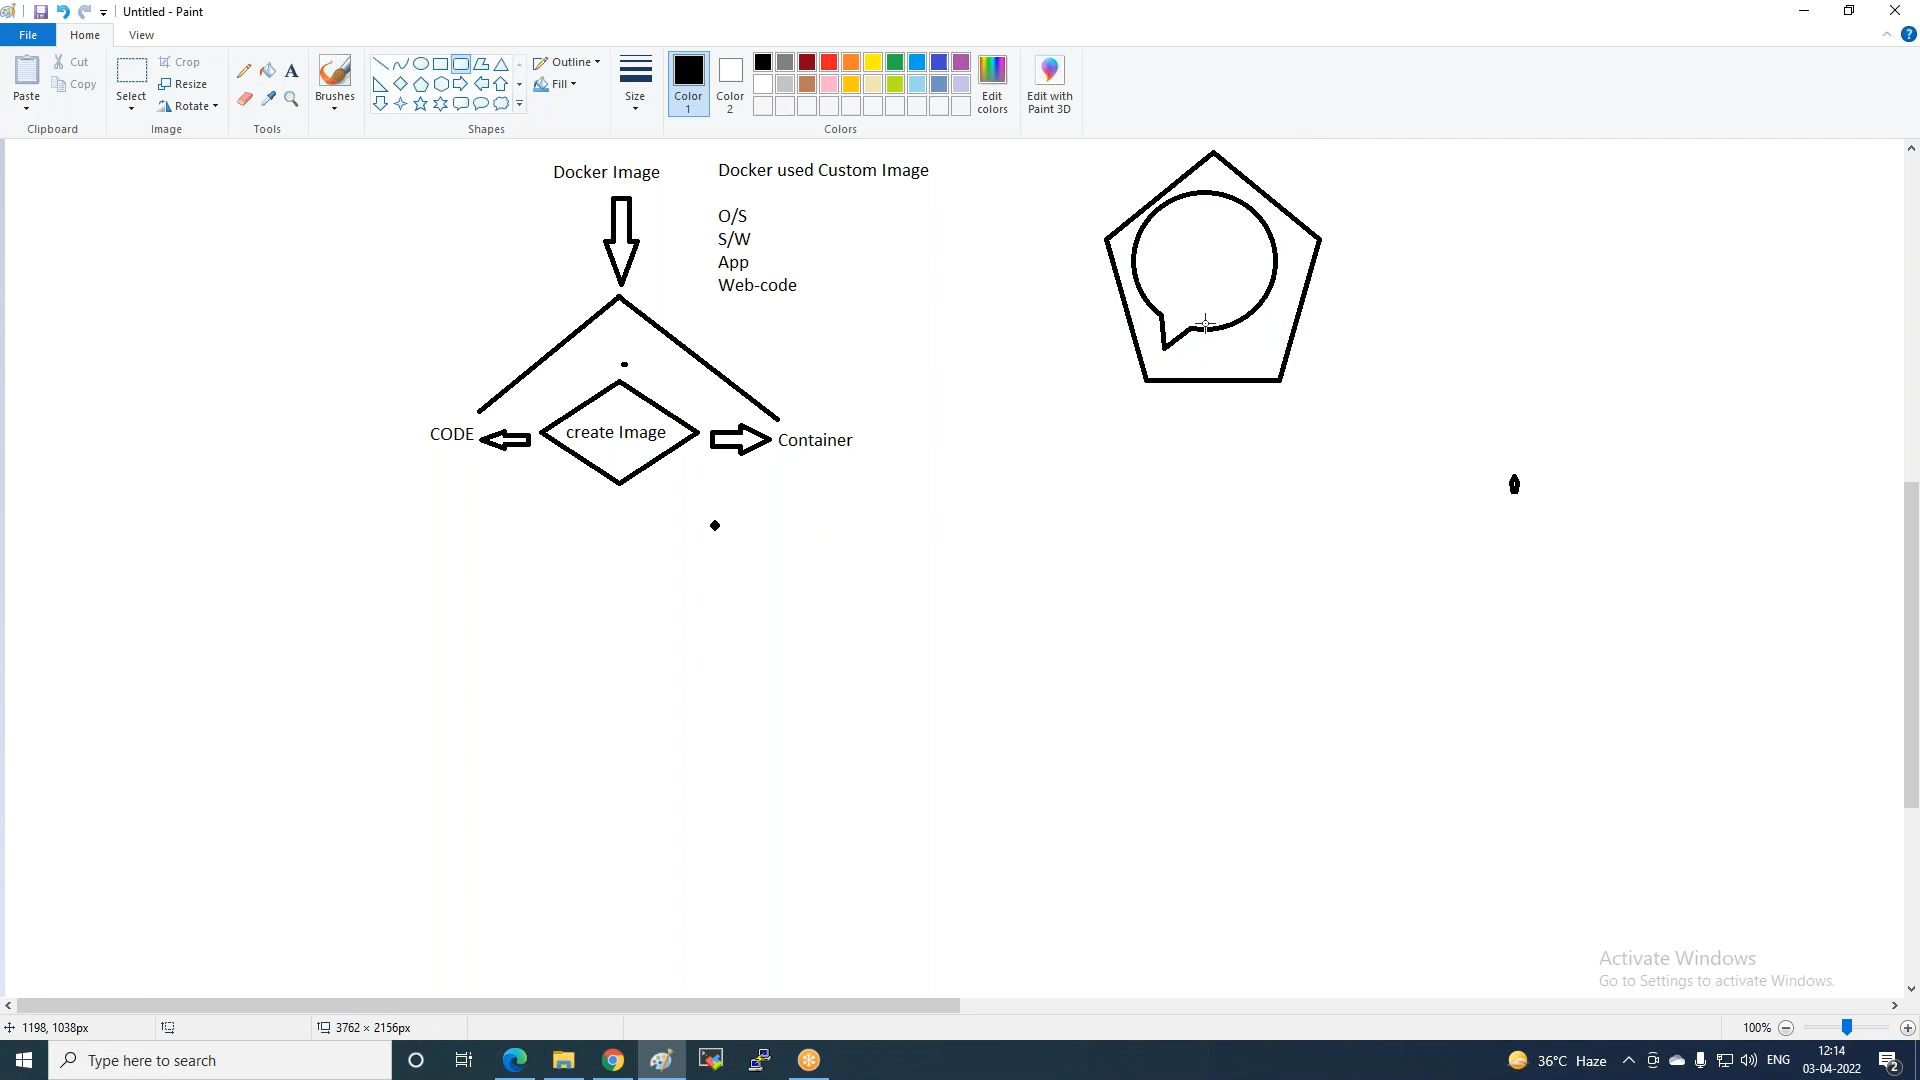 Untitled - Paint
File
Home
View
Paste
Cut
Copy
Clipboard
Select
Crop
Resize
Rotate
Image
A
Tools
Brushes
Shapes
Outline
Fill
Size
Color 1
Color 2
Colors
Edit colors
Edit with Paint 3D
Docker Image
Docker used Custom Image
O/S
S/W
App
Web-code
CODE
create Image
Container
Activate Windows
Go to Settings to activate Windows.
1198, 1038px
3762 × 2156px
100%
Type here to search
36°C Haze
ENG
12:14
03-04-2022
2